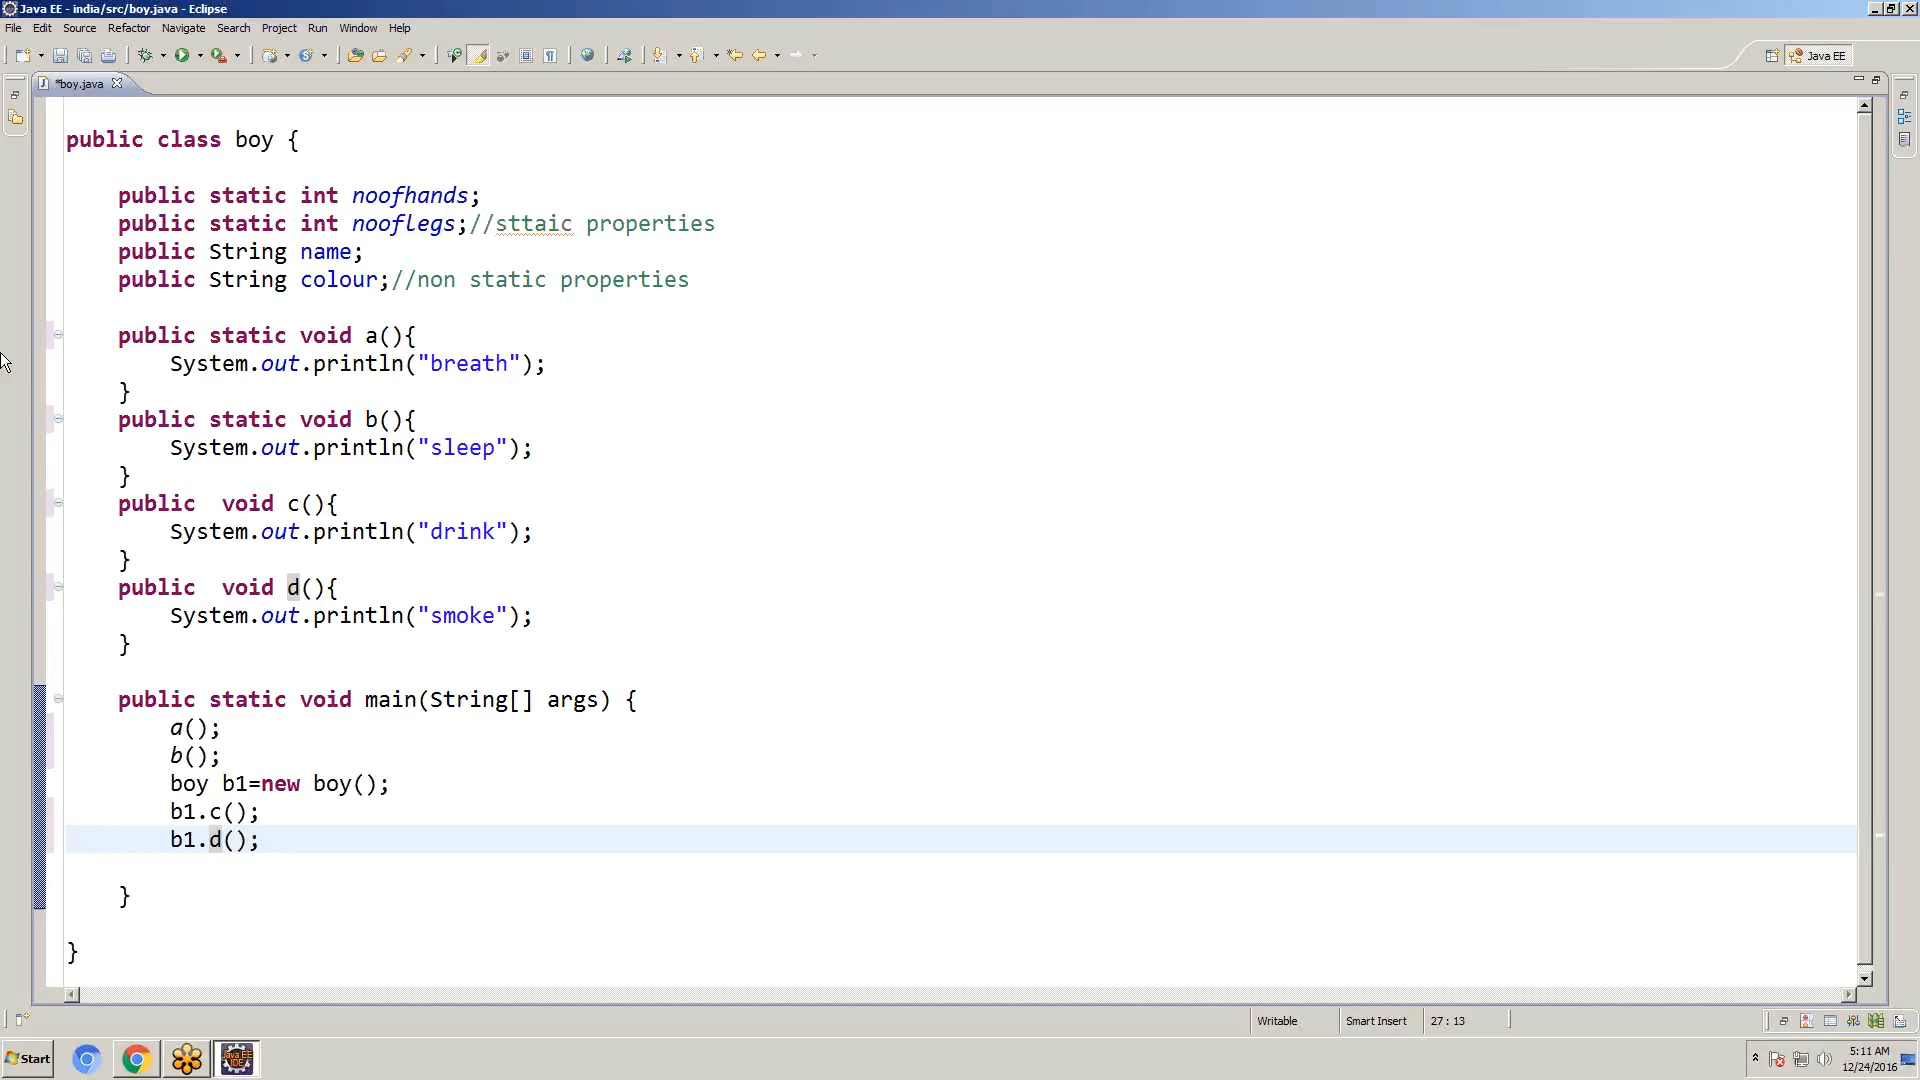 Java EE - india/src/boy.java - Eclipse
File Edit Source Refactor Navigate Search Project Run Window Help
Java EE
*boy.java
public class boy {
public static int noofhands;
public static int nooflegs;//sttaic properties
public String name;
public String colour;//non static properties
public static void a(){
System.out.println("breath");
}
public static void b(){
System.out.println("sleep");
}
public  void c(){
System.out.println("drink");
}
public  void d(){
System.out.println("smoke");
}
public static void main(String[] args) {
a();
b();
boy b1=new boy();
b1.c();
b1.d();
}
}
Writable Smart Insert 27 : 13
Start
Java EE
IDE
5:11 AM
12/24/2016